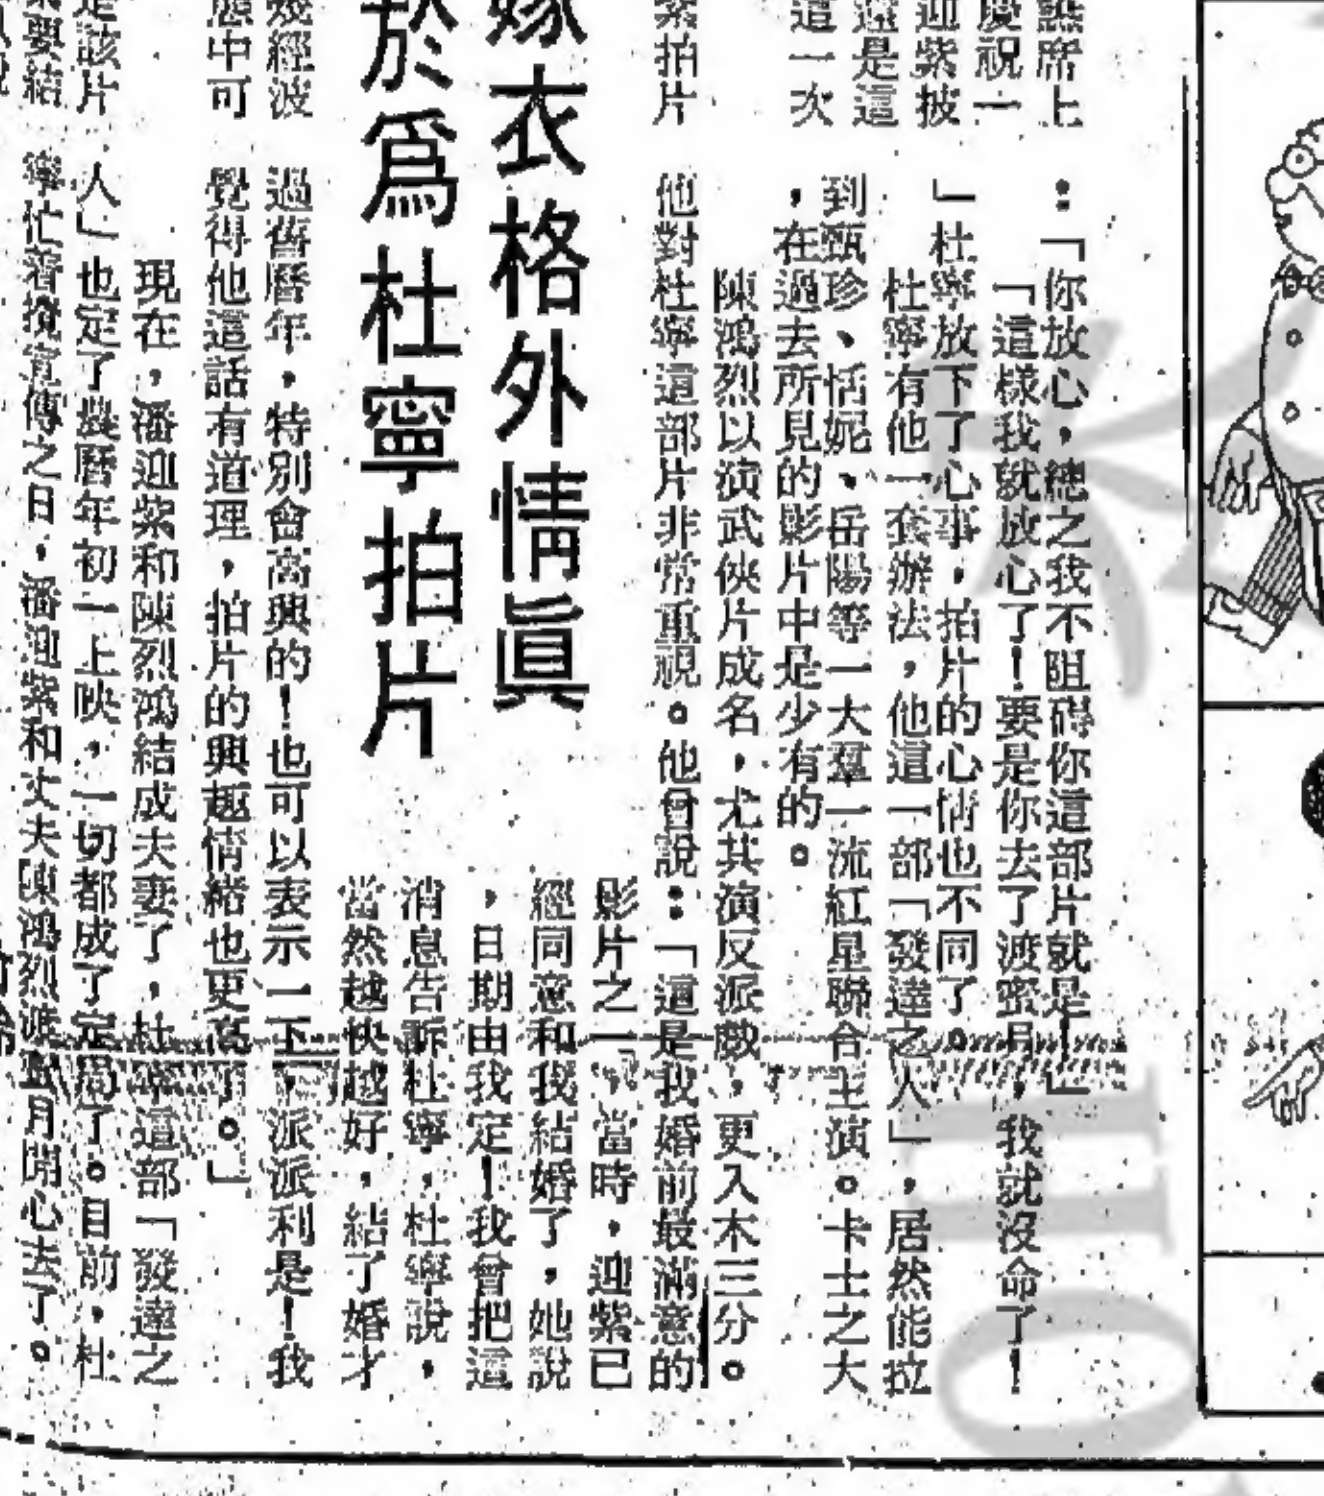 讌席上
慶祝一
迎紫披
還是這
這一次
紫拍片
嫁衣格外情眞
於爲杜寧拍片
幾經波
態中可
是該片
要結
：「你放心，總之我不阻碍你這部片就是！」
「這樣我就放心了！要是你去了渡蜜月，我就沒命了！
」杜寧放下了心事，拍片的心情也不同了。
杜寧有他一套辦法，他這一部「發達之人」，居然能拉
到甄珍、恬妮、岳陽等一大羣一流紅星聯合主演。卡士之大
，在過去所見的影片中是少有的。
陳鴻烈以演武俠片成名，尤其演反派戲，更入木三分。
他對杜寧這部片非常重視。他曾說：「這是我婚前最滿意的
影片之一，當時，迎紫已
經同意和我結婚了，她說
，日期由我定！我曾把這
消息告訴杜寧，杜寧說，
當然越快越好，結了婚才
過舊曆年，特別會高興的！也可以表示一下，派派利是！我
覺得他這話有道理，拍片的興趣情緒也更高了。」
現在，潘迎紫和陳烈鴻結成夫妻了，杜寧這部「發達之
人」也定了農曆年初一上映，一切都成了定局了。目前，杜
寧忙着攪宣傳之日，潘迎紫和丈夫陳鴻烈渡蜜月開心去了。